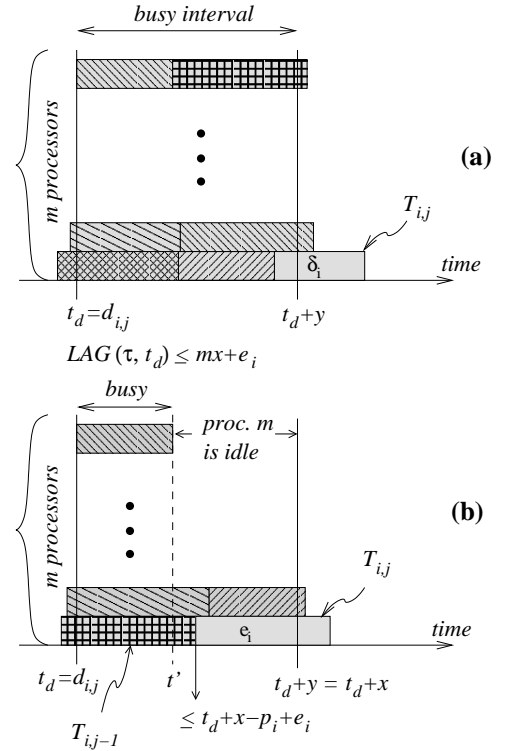 busy interval
m processors
(a)
T_{i,j}
δ_i
time
t_d=d_{i,j}
t_d+y
LAG (τ, t_d) ≤ mx+e_i
busy
proc. m
is idle
m processors
(b)
T_{i,j}
e_i
time
t_d=d_{i,j}
t'
t_d+y = t_d+x
≤ t_d+x−p_i+e_i
T_{i,j−1}